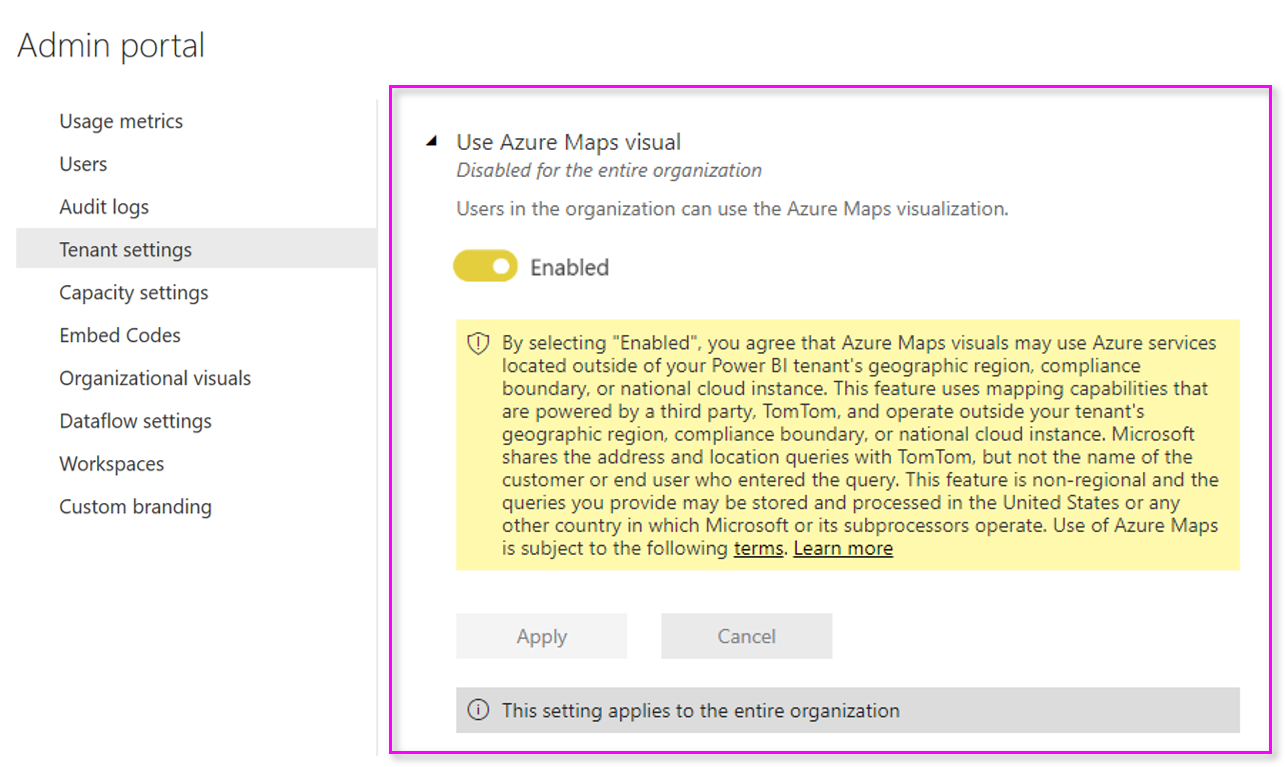 Admin portal
Usage metrics
Users
Audit logs
Tenant settings
Capacity settings
Embed Codes
Organizational visuals
Dataflow settings
Workspaces
Custom branding
Use Azure Maps visual
Disabled for the entire organization
Users in the organization can use the Azure Maps visualization.
Enabled
By selecting "Enabled", you agree that Azure Maps visuals may use Azure services
located outside of your Power BI tenant's geographic region, compliance
boundary, or national cloud instance. This feature uses mapping capabilities that
are powered by a third party, TomTom, and operate outside your tenant's
geographic region, compliance boundary, or national cloud instance. Microsoft
shares the address and location queries with TomTom, but not the name of the
customer or end user who entered the query. This feature is non-regional and the
queries you provide may be stored and processed in the United States or any
other country in which Microsoft or its subprocessors operate. Use of Azure Maps
is subject to the following terms. Learn more
Apply
Cancel
This setting applies to the entire organization